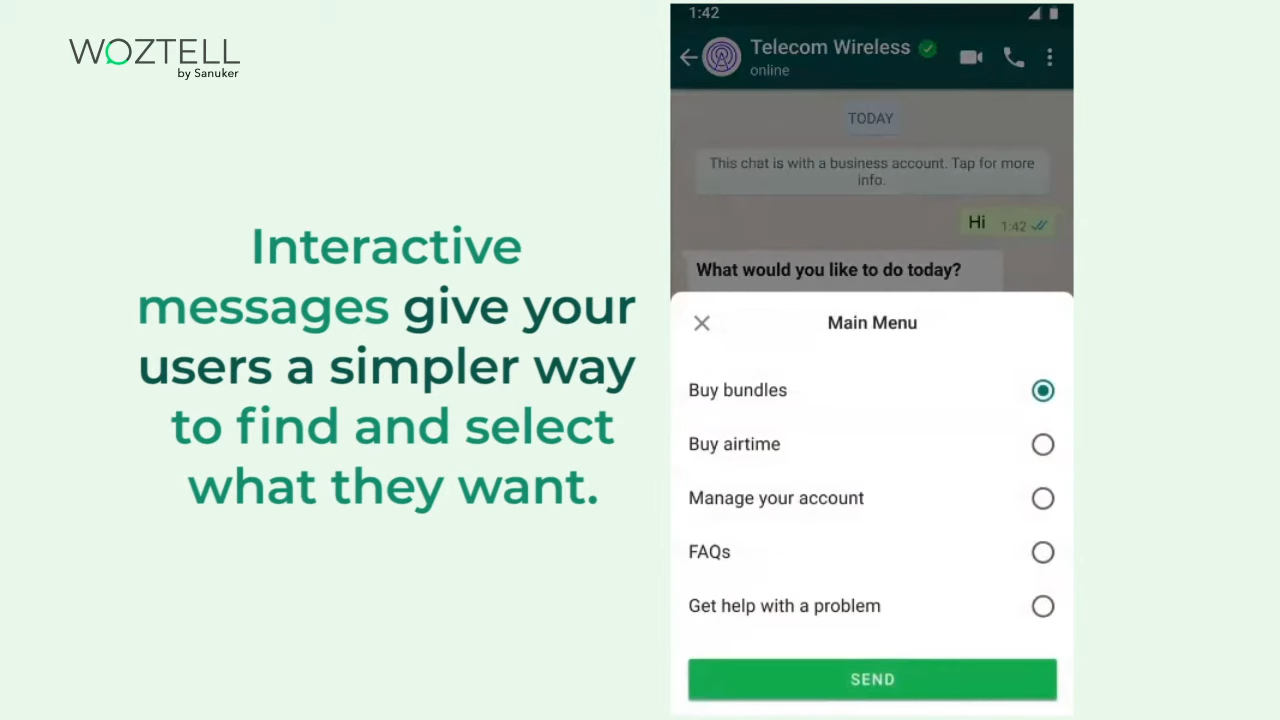 WOZTELL
by Sanuker
Interactive
messages give your
users a simpler way
to find and select
what they want.
1:42
Telecom Wireless
online
TODAY
This chat is with a business account. Tap for more
info.
Hi 1:42
What would you like to do today?
Main Menu
Buy bundles
Buy airtime
Manage your account
FAQs
Get help with a problem
SEND